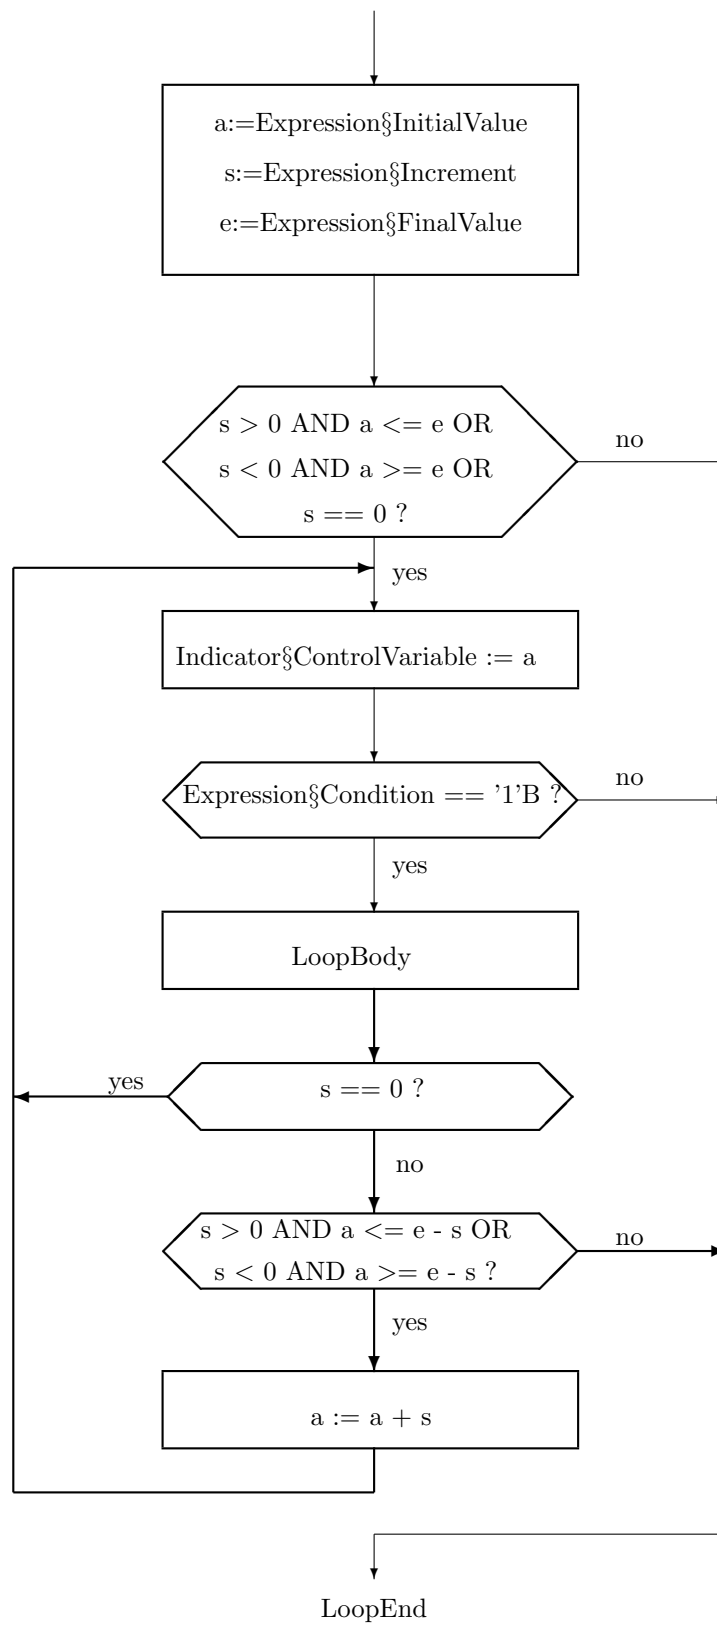 a:=Expression§InitialValue
s:=Expression§Increment
e:=Expression§FinalValue
s > 0 AND a <= e OR
s < 0 AND a >= e OR
s == 0 ?
no
yes
Indicator§ControlVariable := a
Expression§Condition == '1'B ?
no
yes
LoopBody
s == 0 ?
yes
no
s > 0 AND a <= e - s OR
s < 0 AND a >= e - s ?
no
yes
a := a + s
LoopEnd